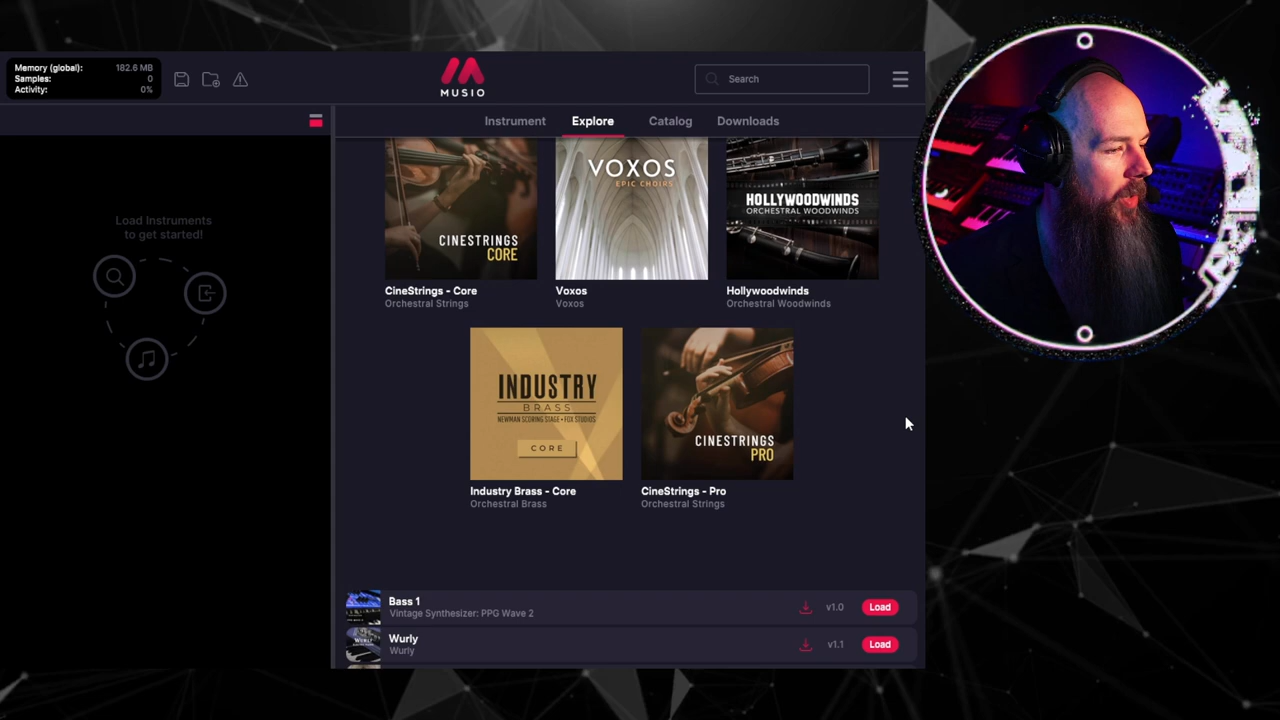 Memory (global): 182.6 MB
Samples: 0
Activity: 0%
MUSIO
Search
Instrument Explore Catalog Downloads
Load Instruments
to get started!
CINESTRINGS
CORE
VOXOS
EPIC CHOIRS
HOLLYWOODWINDS
ORCHESTRAL WOODWINDS
CineStrings - Core
Orchestral Strings
Voxos
Voxos
Hollywoodwinds
Orchestral Woodwinds
INDUSTRY
BRASS
NEWMAN SCORING STAGE • FOX STUDIOS
CORE
CINESTRINGS
PRO
Industry Brass - Core
Orchestral Brass
CineStrings - Pro
Orchestral Strings
Bass 1
Vintage Synthesizer: PPG Wave 2
v1.0 Load
Wurly
Wurly
v1.1 Load